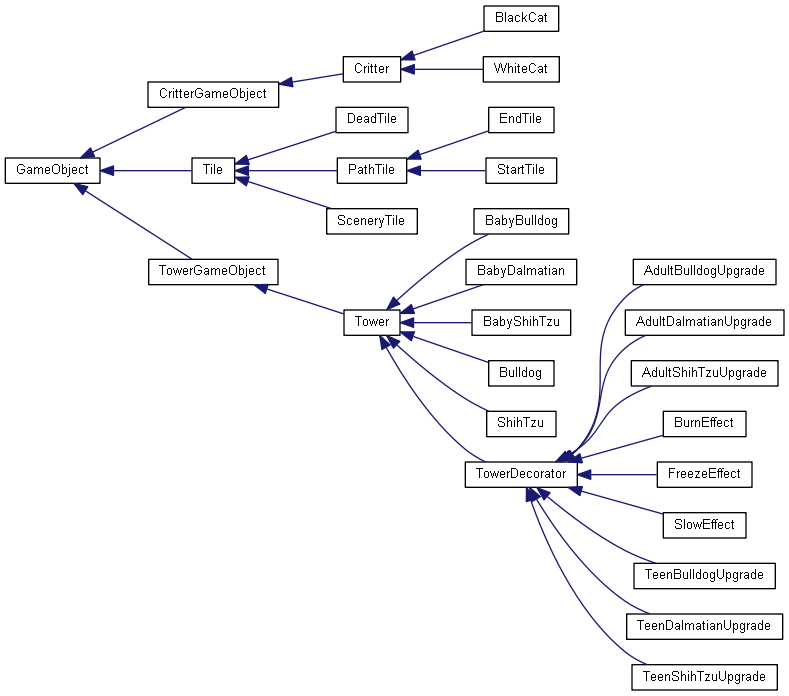 BlackCat
Critter
WhiteCat
CritterGameObject
DeadTile
EndTile
GameObject
Tile
PathTile
StartTile
SceneryTile
BabyBulldog
TowerGameObject
BabyDalmatian
AdultBulldogUpgrade
Tower
BabyShihTzu
AdultDalmatianUpgrade
Bulldog
AdultShihTzuUpgrade
ShihTzu
BurnEffect
TowerDecorator
FreezeEffect
SlowEffect
TeenBulldogUpgrade
TeenDalmatianUpgrade
TeenShihTzuUpgrade